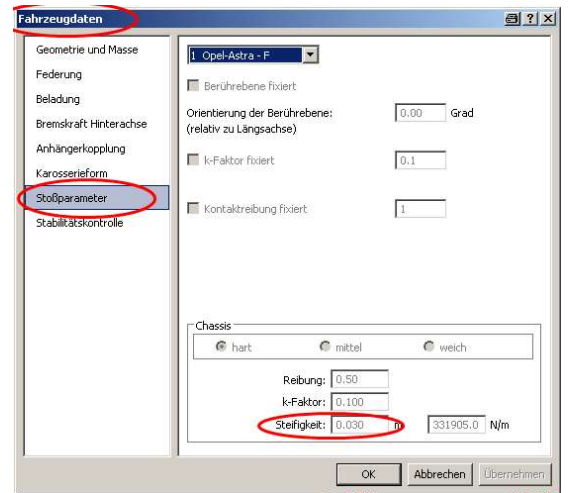 Fahrzeugdaten
Geometrie und Masse
Federung
Beladung
Bremskraft Hinterachse
Anhängerkopplung
Karosserieform
Stoßparameter
Stabilitätskontrolle
1 Opel-Astra - F
Berührebene fixiert
Orientierung der Berührebene: 0.00 Grad
(relativ zu Längsachse)
k-Faktor fixiert 0.1
Kontaktreibung fixiert 1
Chassis
hart mittel weich
Reibung: 0.50
k-Faktor: 0.100
Steifigkeit: 0.030 m 331905.0 N/m
OK Abbrechen Übernehmen